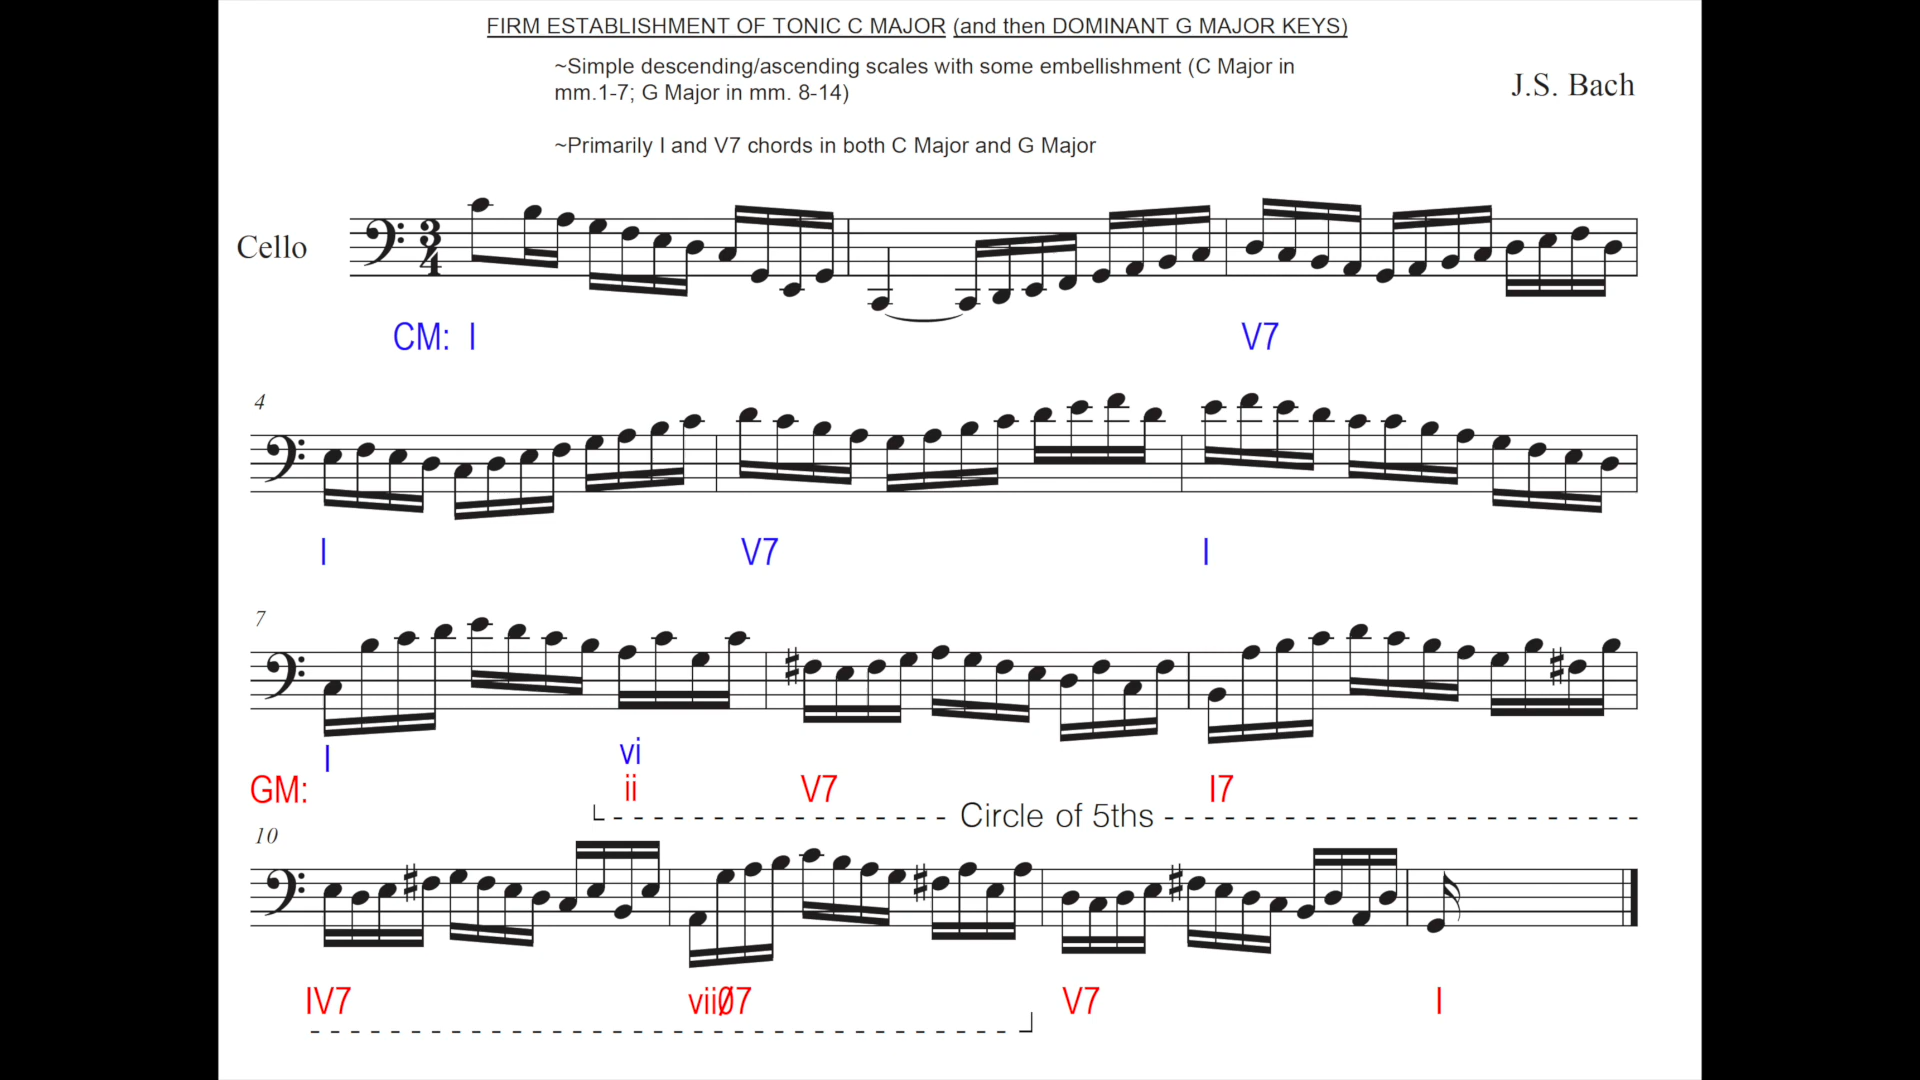 FIRM ESTABLISHMENT OF TONIC C MAJOR (and then DOMINANT G MAJOR KEYS)
~Simple descending/ascending scales with some embellishment (C Major in
mm.1-7; G Major in mm. 8-14)
J.S. Bach
~Primarily I and V7 chords in both C Major and G Major
Cello
3
4
CM: I V7
4
I V7 I
7
I vi
GM: ii V7 I7
Circle of 5ths
10
IV7 viiØ7 V7 I